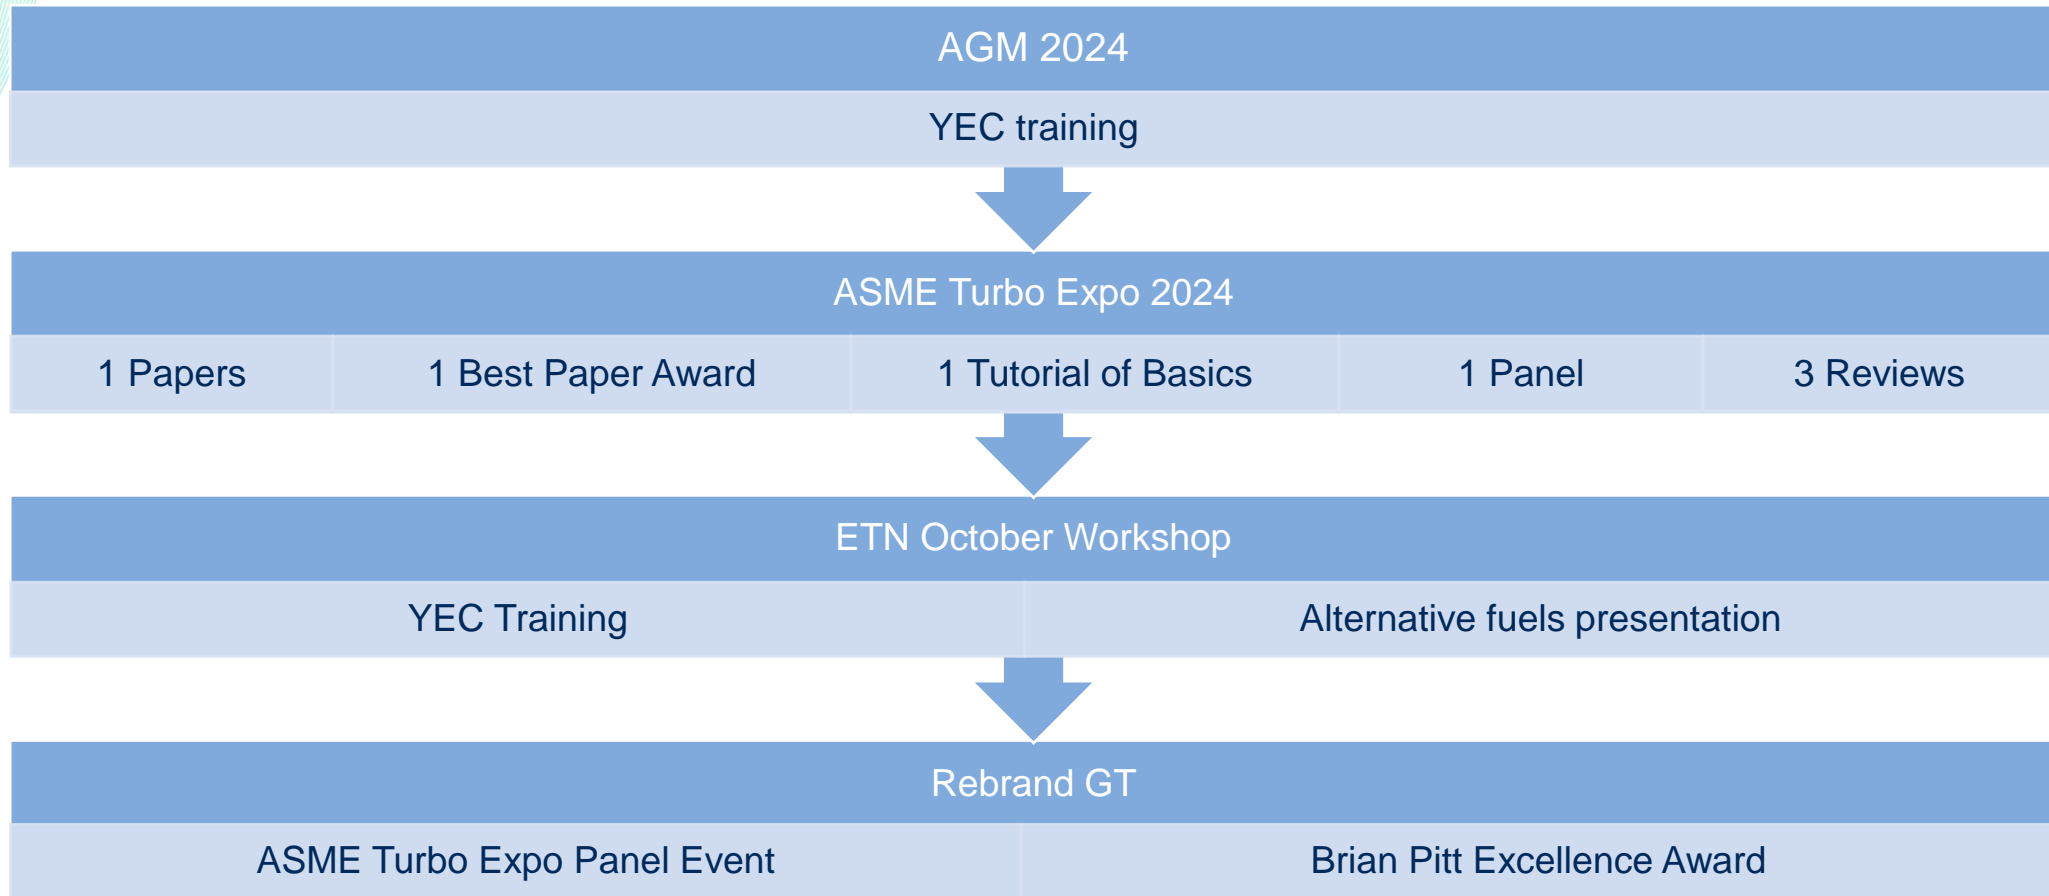 AGM 2024
YEC training
ASME Turbo Expo 2024
1 Papers
1 Best Paper Award
1 Tutorial of Basics
1 Panel
3 Reviews
ETN October Workshop
YEC Training
Alternative fuels presentation
Rebrand GT
ASME Turbo Expo Panel Event
Brian Pitt Excellence Award